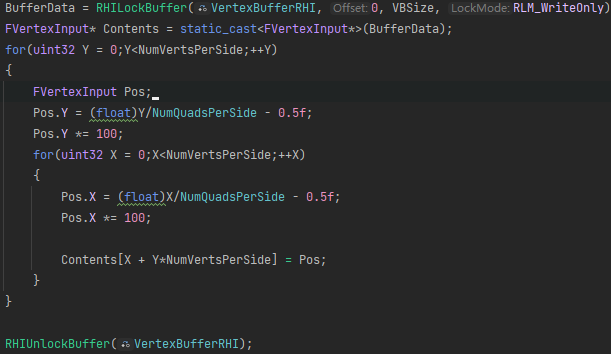 BufferData = RHILockBuffer( VertexBufferRHI, Offset: 0, VBSize, LockMode: RLM_WriteOnly)
FVertexInput* Contents = static_cast<FVertexInput*>(BufferData);
for(uint32 Y = 0;Y<NumVertsPerSide;++Y)
{
FVertexInput Pos;
Pos.Y = (float)Y/NumQuadsPerSide - 0.5f;
Pos.Y *= 100;
for(uint32 X = 0;X<NumVertsPerSide;++X)
{
Pos.X = (float)X/NumQuadsPerSide - 0.5f;
Pos.X *= 100;
Contents[X + Y*NumVertsPerSide] = Pos;
}
}
RHIUnlockBuffer( VertexBufferRHI);